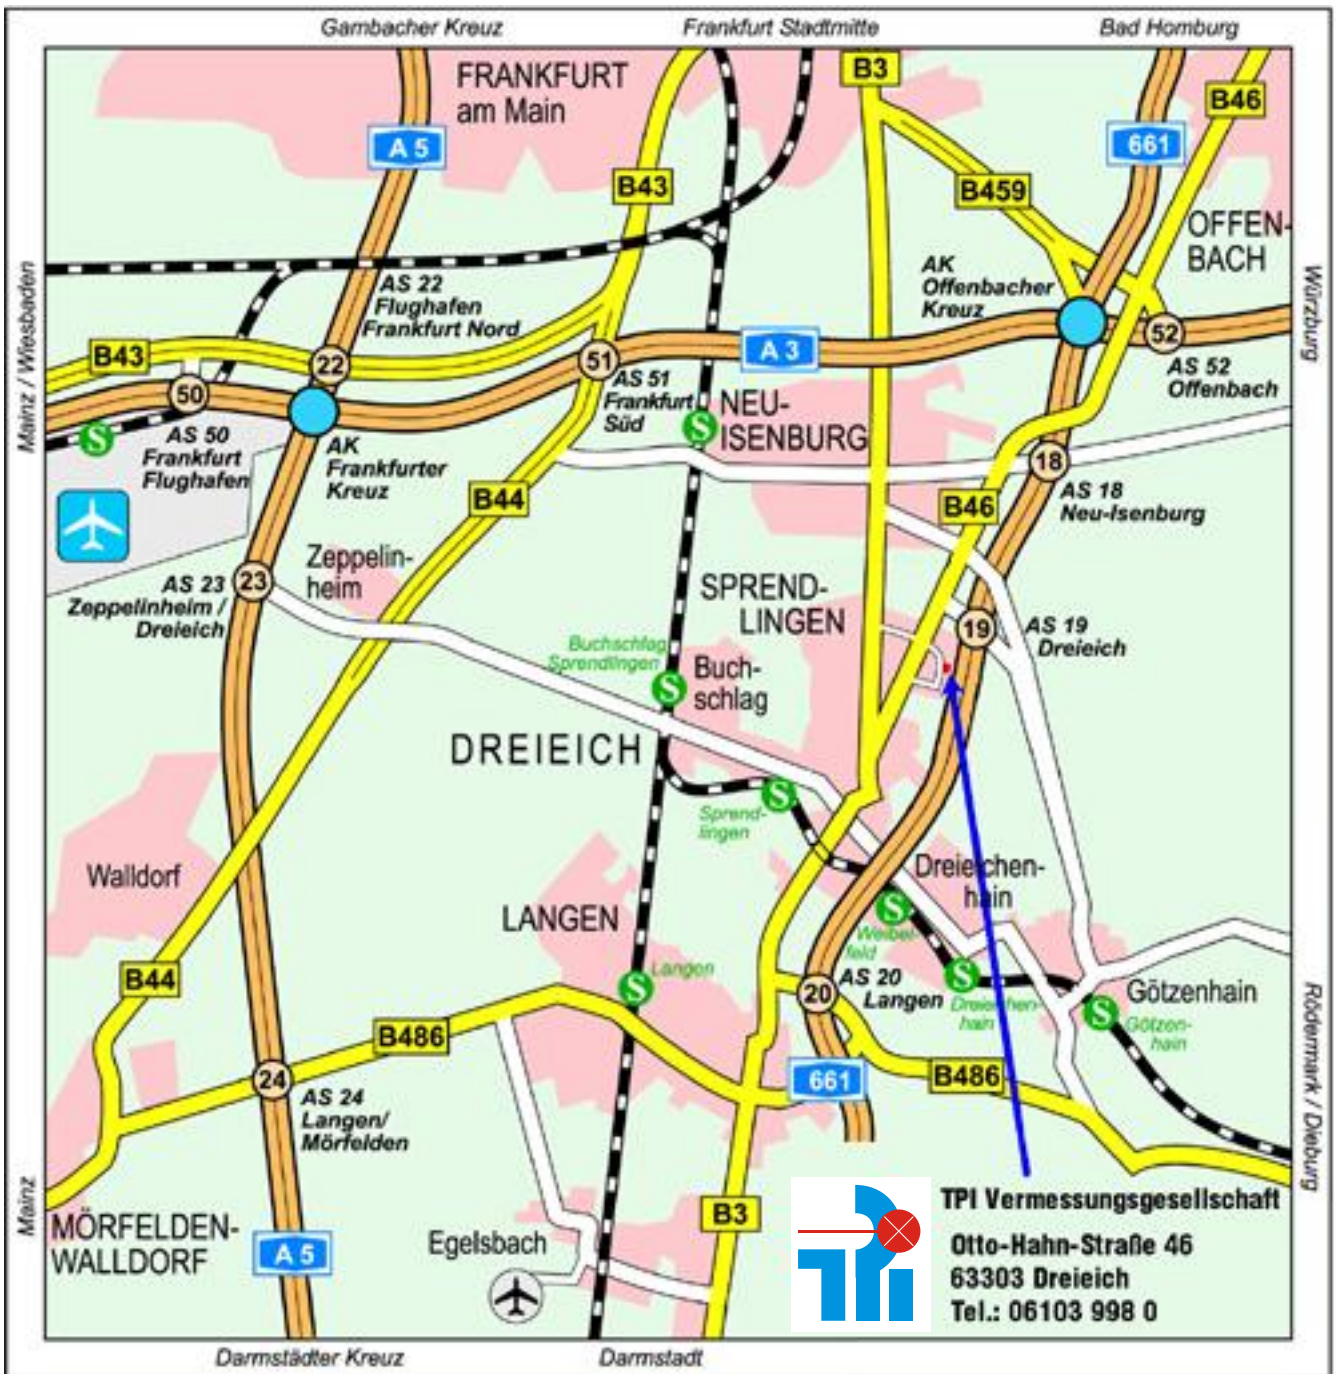 Gambacher Kreuz
Frankfurt Stadtmitte
Bad Homburg
FRANKFURT
am Main
B3
B46
A 5
661
B43
B459
OFFEN-
BACH
Mainz / Wiesbaden
Würzburg
AS 22
Flughafen
Frankfurt Nord
AK
Offenbacher
Kreuz
B43
22
51
A 3
52
AS 52
Offenbach
50
AS 51
Frankfurt
Süd
NEU-
ISENBURG
S
S
AS 50
Frankfurt
Flughafen
AK
Frankfurter
Kreuz
18
AS 18
Neu-Isenburg
B44
B46
Zeppelin-
heim
23
AS 23
Zeppelinheim /
Dreieich
SPREND-
LINGEN
19
AS 19
Dreieich
Buchschlag
Sprendlingen
S
Buch-
schlag
DREIEICH
S
Sprend-
lingen
Walldorf
Dreieichen-
hain
LANGEN
S
Weibel-
feld
S
Langen
B44
20
AS 20
Langen
S
Dreieichen-
hain
Götzenhain
S
Götzen-
hain
B486
661
B486
24
AS 24
Langen/
Mörfelden
Rödermark / Dieburg
Mainz
MÖRFELDEN-
WALLDORF
A 5
Egelsbach
B3
TPI
TPI Vermessungsgesellschaft
Otto-Hahn-Straße 46
63303 Dreieich
Tel.: 06103 998 0
Darmstädter Kreuz
Darmstadt